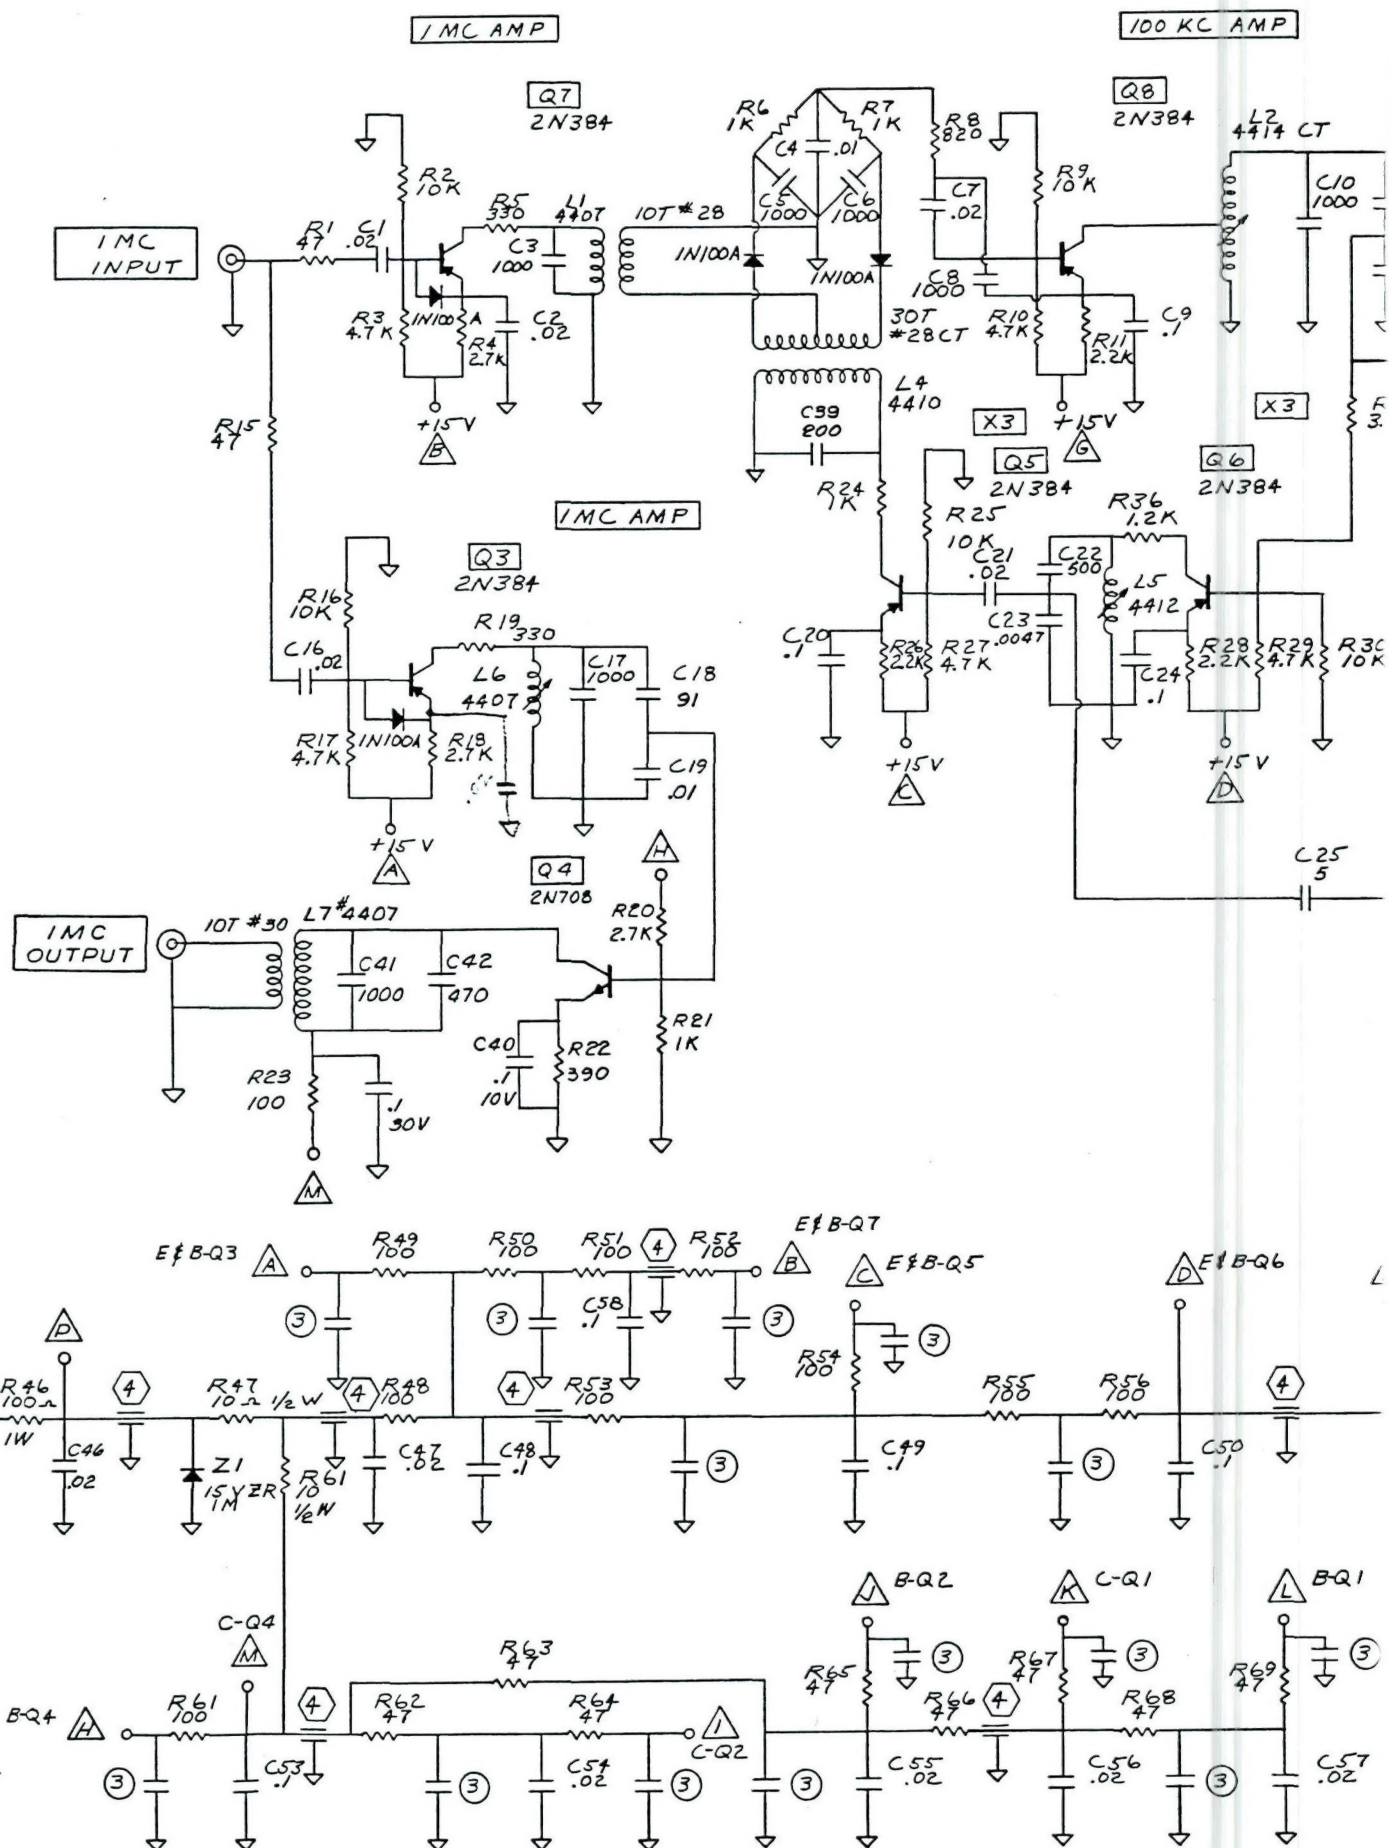 1 MC AMP
100 KC AMP
Q7
2N384
Q8
2N384
R6
1K
R7
1K
C4
.01
R8
820
L2
4414 CT
R2
10K
C5
1000
C6
1000
C7
.02
R9
10K
C10
1000
1 MC
INPUT
R1
47
C1
.02
R5
330
L1
4407
10T #28
C3
1000
1N100A
1N100A
C8
1000
R3
4.7K
1N100A
R4
2.7K
C2
.02
30T
#28CT
R10
4.7K
R11
2.2K
C9
.1
+15V
B
L4
4410
R15
47
C39
200
X3
+15V
G
X3
3.
R24
1K
Q5
2N384
Q6
2N384
1MC AMP
R25
10K
R36
1.2K
Q3
2N384
C21
.02
C22
500
L5
4412
R16
10K
R19
330
C20
.1
C23
.0047
C16
.02
L6
4407
C17
1000
C18
91
R26
2.2K
R27
4.7K
C24
.1
R28
2.2K
R29
4.7K
R30
10K
R17
4.7K
1N100A
R18
2.7K
C19
.01
+15V
C
+15V
D
+15V
A
H
C25
5
Q4
2N708
1MC
OUTPUT
10T #30
L7 #4407
R20
2.7K
C41
1000
C42
470
R21
1K
C40
.1
10V
R22
390
R23
100
.1
30V
M
E&B-Q3
A
R49
100
R50
100
R51
100
4
R52
100
E&B-Q7
B
C
E&B-Q5
D
E&B-Q6
3
3
C58
.1
3
3
P
R54
100
R46
100Ω
1W
4
R47
10Ω 1/2 W
4
R48
100
4
R53
100
R55
100
R56
100
4
C46
.02
Z1
15VZR
1M
R61
10
1/2W
C47
.02
C48
.1
3
C49
.1
3
C50
.1
J
B-Q2
K
C-Q1
L
B-Q1
C-Q4
M
R63
47
3
3
3
R65
47
R67
47
R69
47
B-Q4
H
R61
100
4
R62
47
R64
47
1
C-Q2
R66
47
4
R68
47
3
C53
.1
3
C54
.02
3
3
C55
.02
C56
.02
3
C57
.02